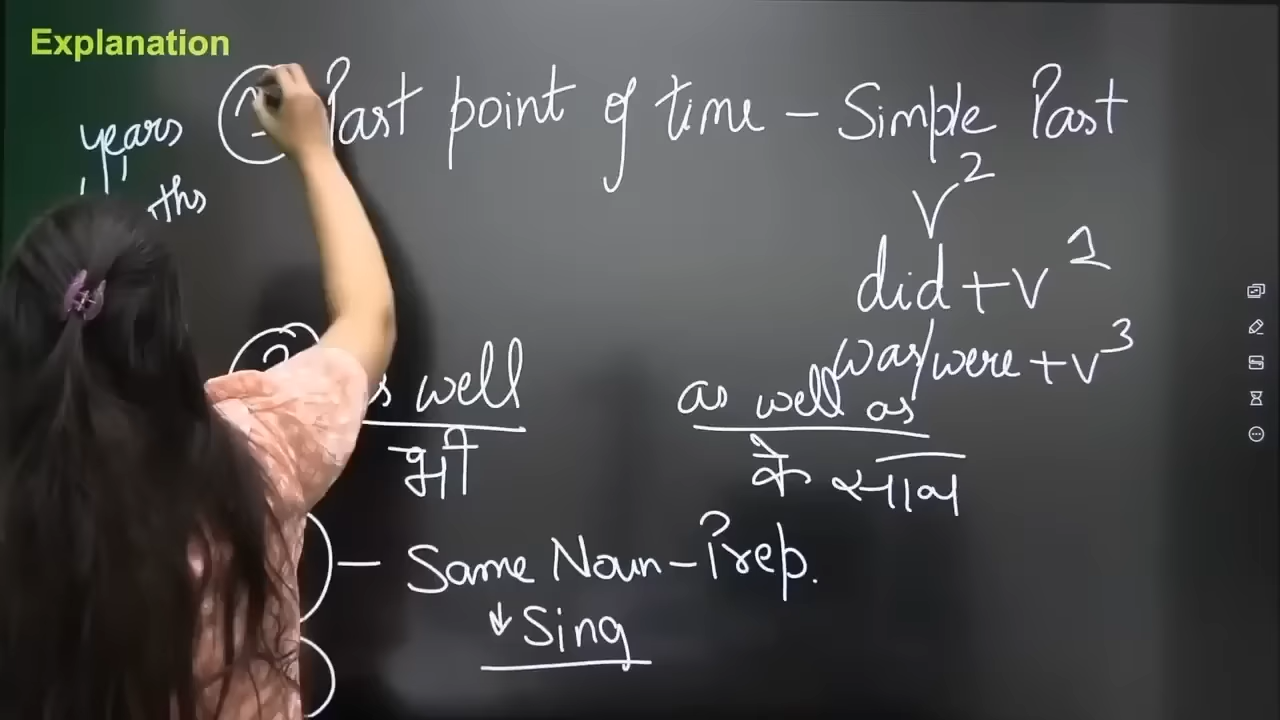 Explanation
Past point of time – Simple Past
years
ths
V²
did + V¹
was/were + V³
as well
as well as
भी
के साथ
– Same Noun – Prep.
↓ Sing